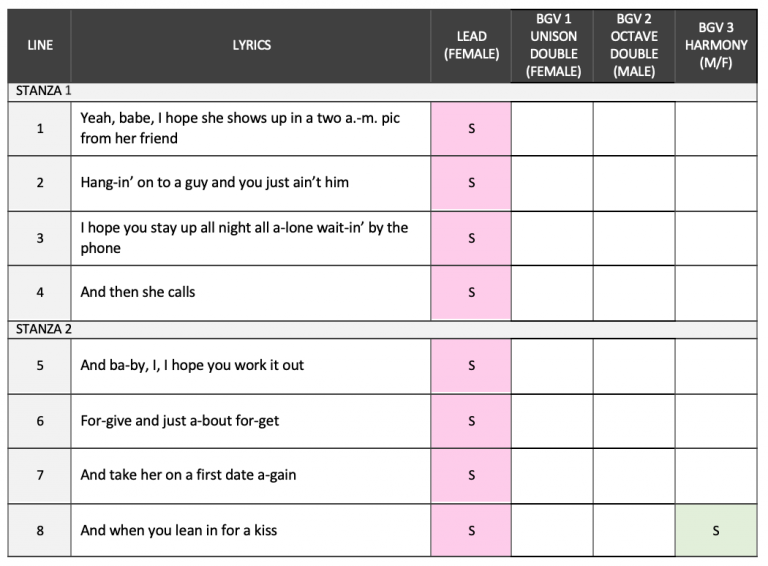 LINE LYRICS LEAD (FEMALE) BGV 1 UNISON DOUBLE (FEMALE) BGV 2 OCTAVE DOUBLE (MALE) BGV 3 HARMONY (M/F)
STANZA 1
1 Yeah, babe, I hope she shows up in a two a.-m. pic from her friend S
2 Hang-in’ on to a guy and you just ain’t him S
3 I hope you stay up all night all a-lone wait-in’ by the phone S
4 And then she calls S
STANZA 2
5 And ba-by, I, I hope you work it out S
6 For-give and just a-bout for-get S
7 And take her on a first date a-gain S
8 And when you lean in for a kiss S S